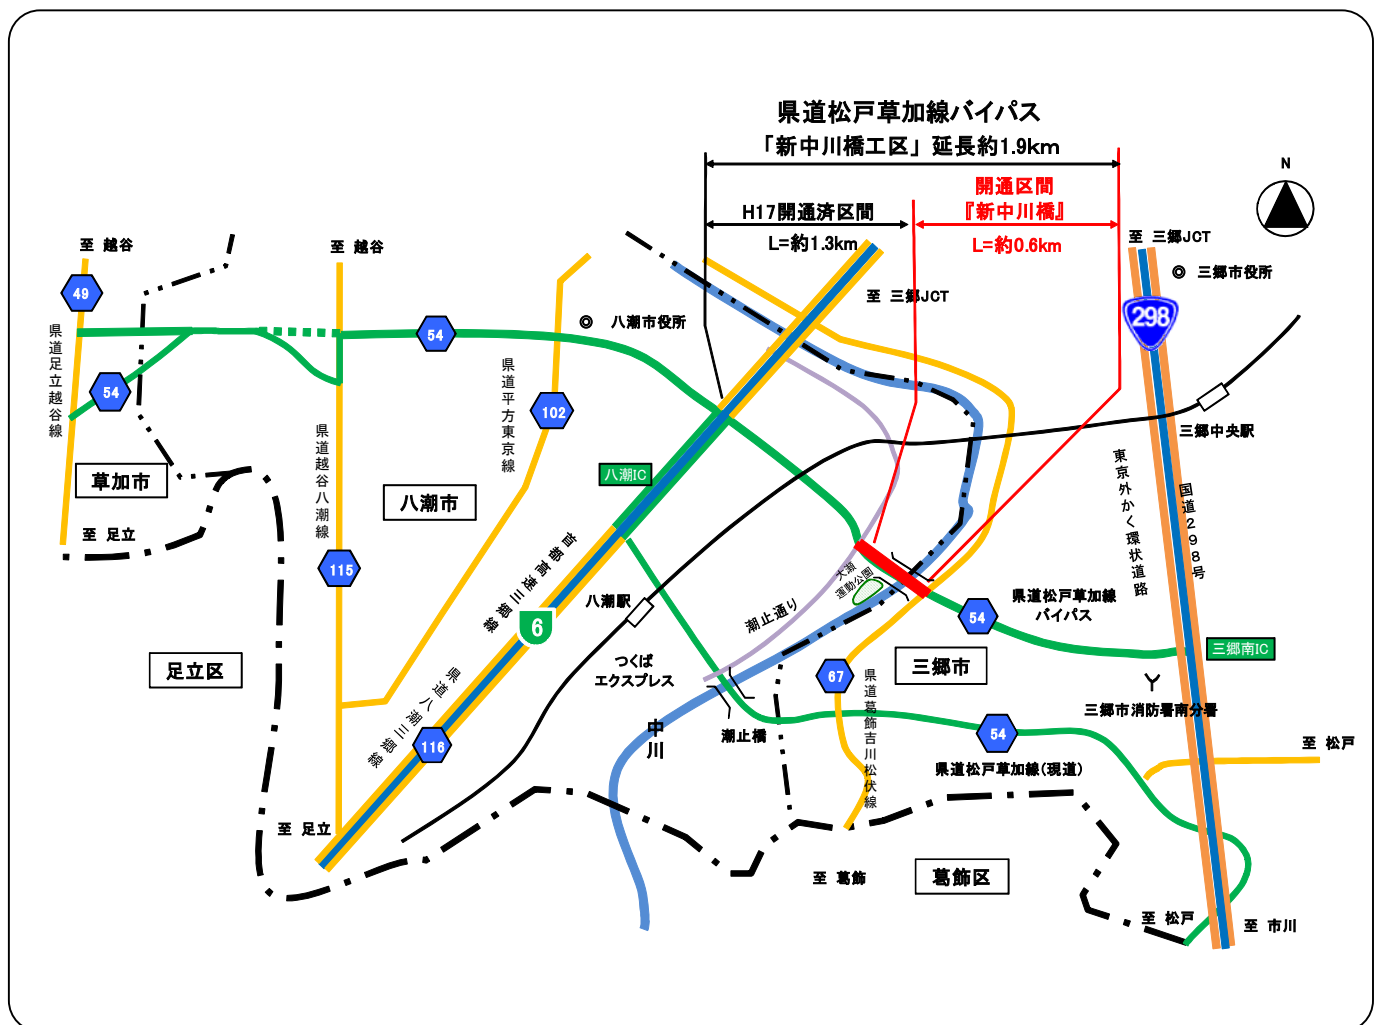 県道松戸草加線バイパス
「新中川橋工区」延長約1.9km
開通区間
『新中川橋』
H17開通済区間
L=約1.3km
L=約0.6km
N
至 越谷
至 越谷
至 三郷JCT
三郷市役所
至 三郷JCT
49
298
八潮市役所
54
県道足立越谷線
54
県道平方東京線
102
三郷中央駅
県道越谷八潮線
東京外かく環状道路
国道298号
草加市
八潮IC
八潮市
至 足立
首都高速三郷線
115
大瀬
運動公園
八潮駅
県道松戸草加線
バイパス
潮止通り
54
6
三郷南IC
足立区
つくば
エクスプレス
三郷市
67
県道葛飾吉川松伏線
県道八潮三郷線
三郷市消防署南分署
中川
潮止橋
116
54
至 松戸
県道松戸草加線(現道)
至 足立
至 葛飾
葛飾区
至 松戸
至 市川